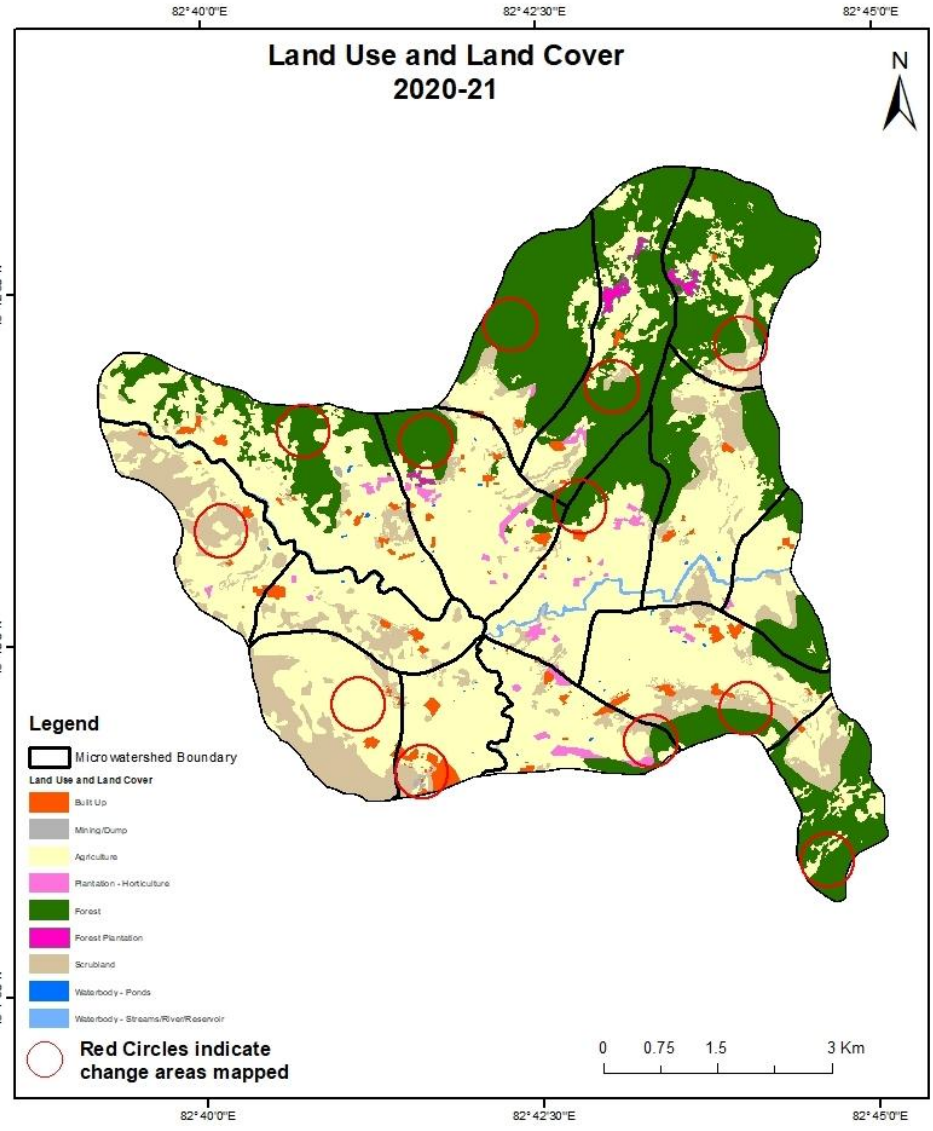 82°40'0"E 82°42'30"E 82°45'0"E
Land Use and Land Cover
2020-21
N
Legend
Microwatershed Boundary
Land Use and Land Cover
Built Up
Mining/Dump
Agriculture
Plantation - Horticulture
Forest
Forest Plantation
Scrubland
Waterbody - Ponds
Waterbody - Streams/River/Reservoir
Red Circles indicate
change areas mapped
0 0.75 1.5 3 Km
82°40'0"E 82°42'30"E 82°45'0"E